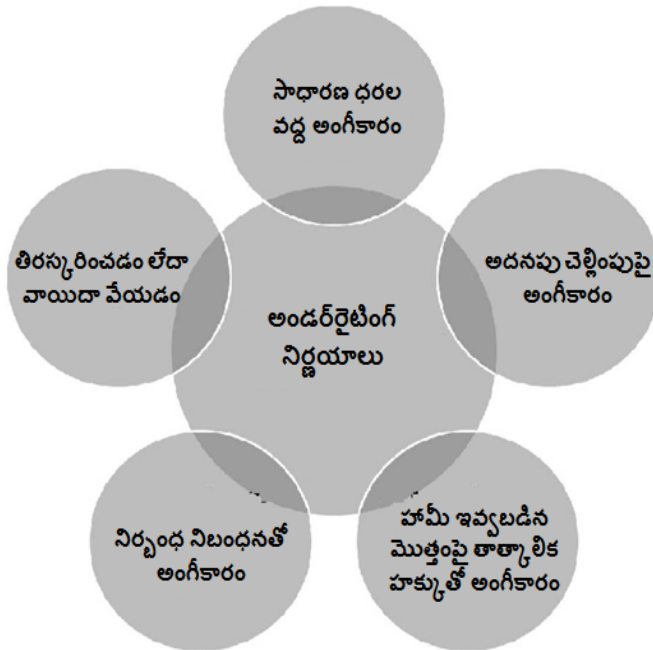 సాధారణ ధరల
వద్ద అంగీకారం
తిరస్కరించడం లేదా
వాయిదా వేయడం
అదనపు చెల్లింపుపై
అంగీకారం
అండర్‌రైటింగ్
నిర్ణయాలు
నిర్బంధ నిబంధనతో
అంగీకారం
హామీ ఇవ్వబడిన
మొత్తంపై తాత్కాలిక
హక్కుతో అంగీకారం